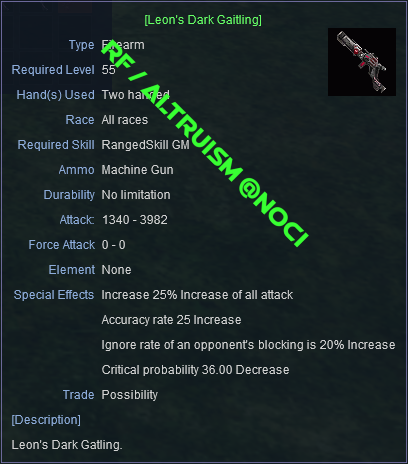 [Leon's Dark Gaitling]
Type Firearm
Required Level 55
Hand(s) Used Two handed
Race All races
Required Skill RangedSkill GM
Ammo Machine Gun
Durability No limitation
Attack: 1340 - 3982
Force Attack 0 - 0
Element None
Special Effects Increase 25% Increase of all attack
Accuracy rate 25 Increase
Ignore rate of an opponent's blocking is 20% Increase
Critical probability 36.00 Decrease
Trade Possibility
[Description]
Leon's Dark Gatling.
RF / ALTRUISM @NOCI